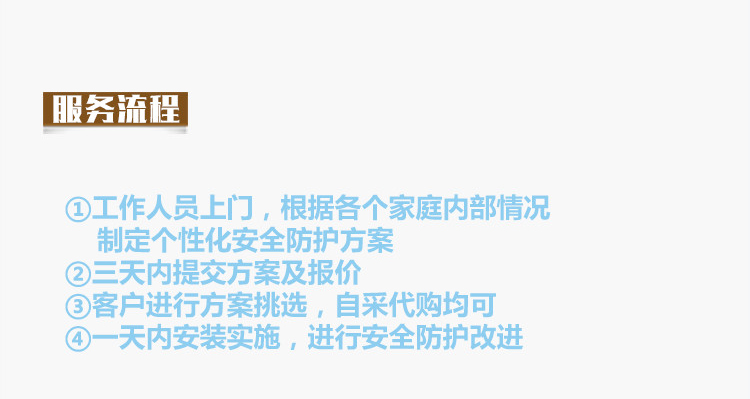 服务流程
①工作人员上门，根据各个家庭内部情况
制定个性化安全防护方案
②三天内提交方案及报价
③客户进行方案挑选，自采代购均可
④一天内安装实施，进行安全防护改进